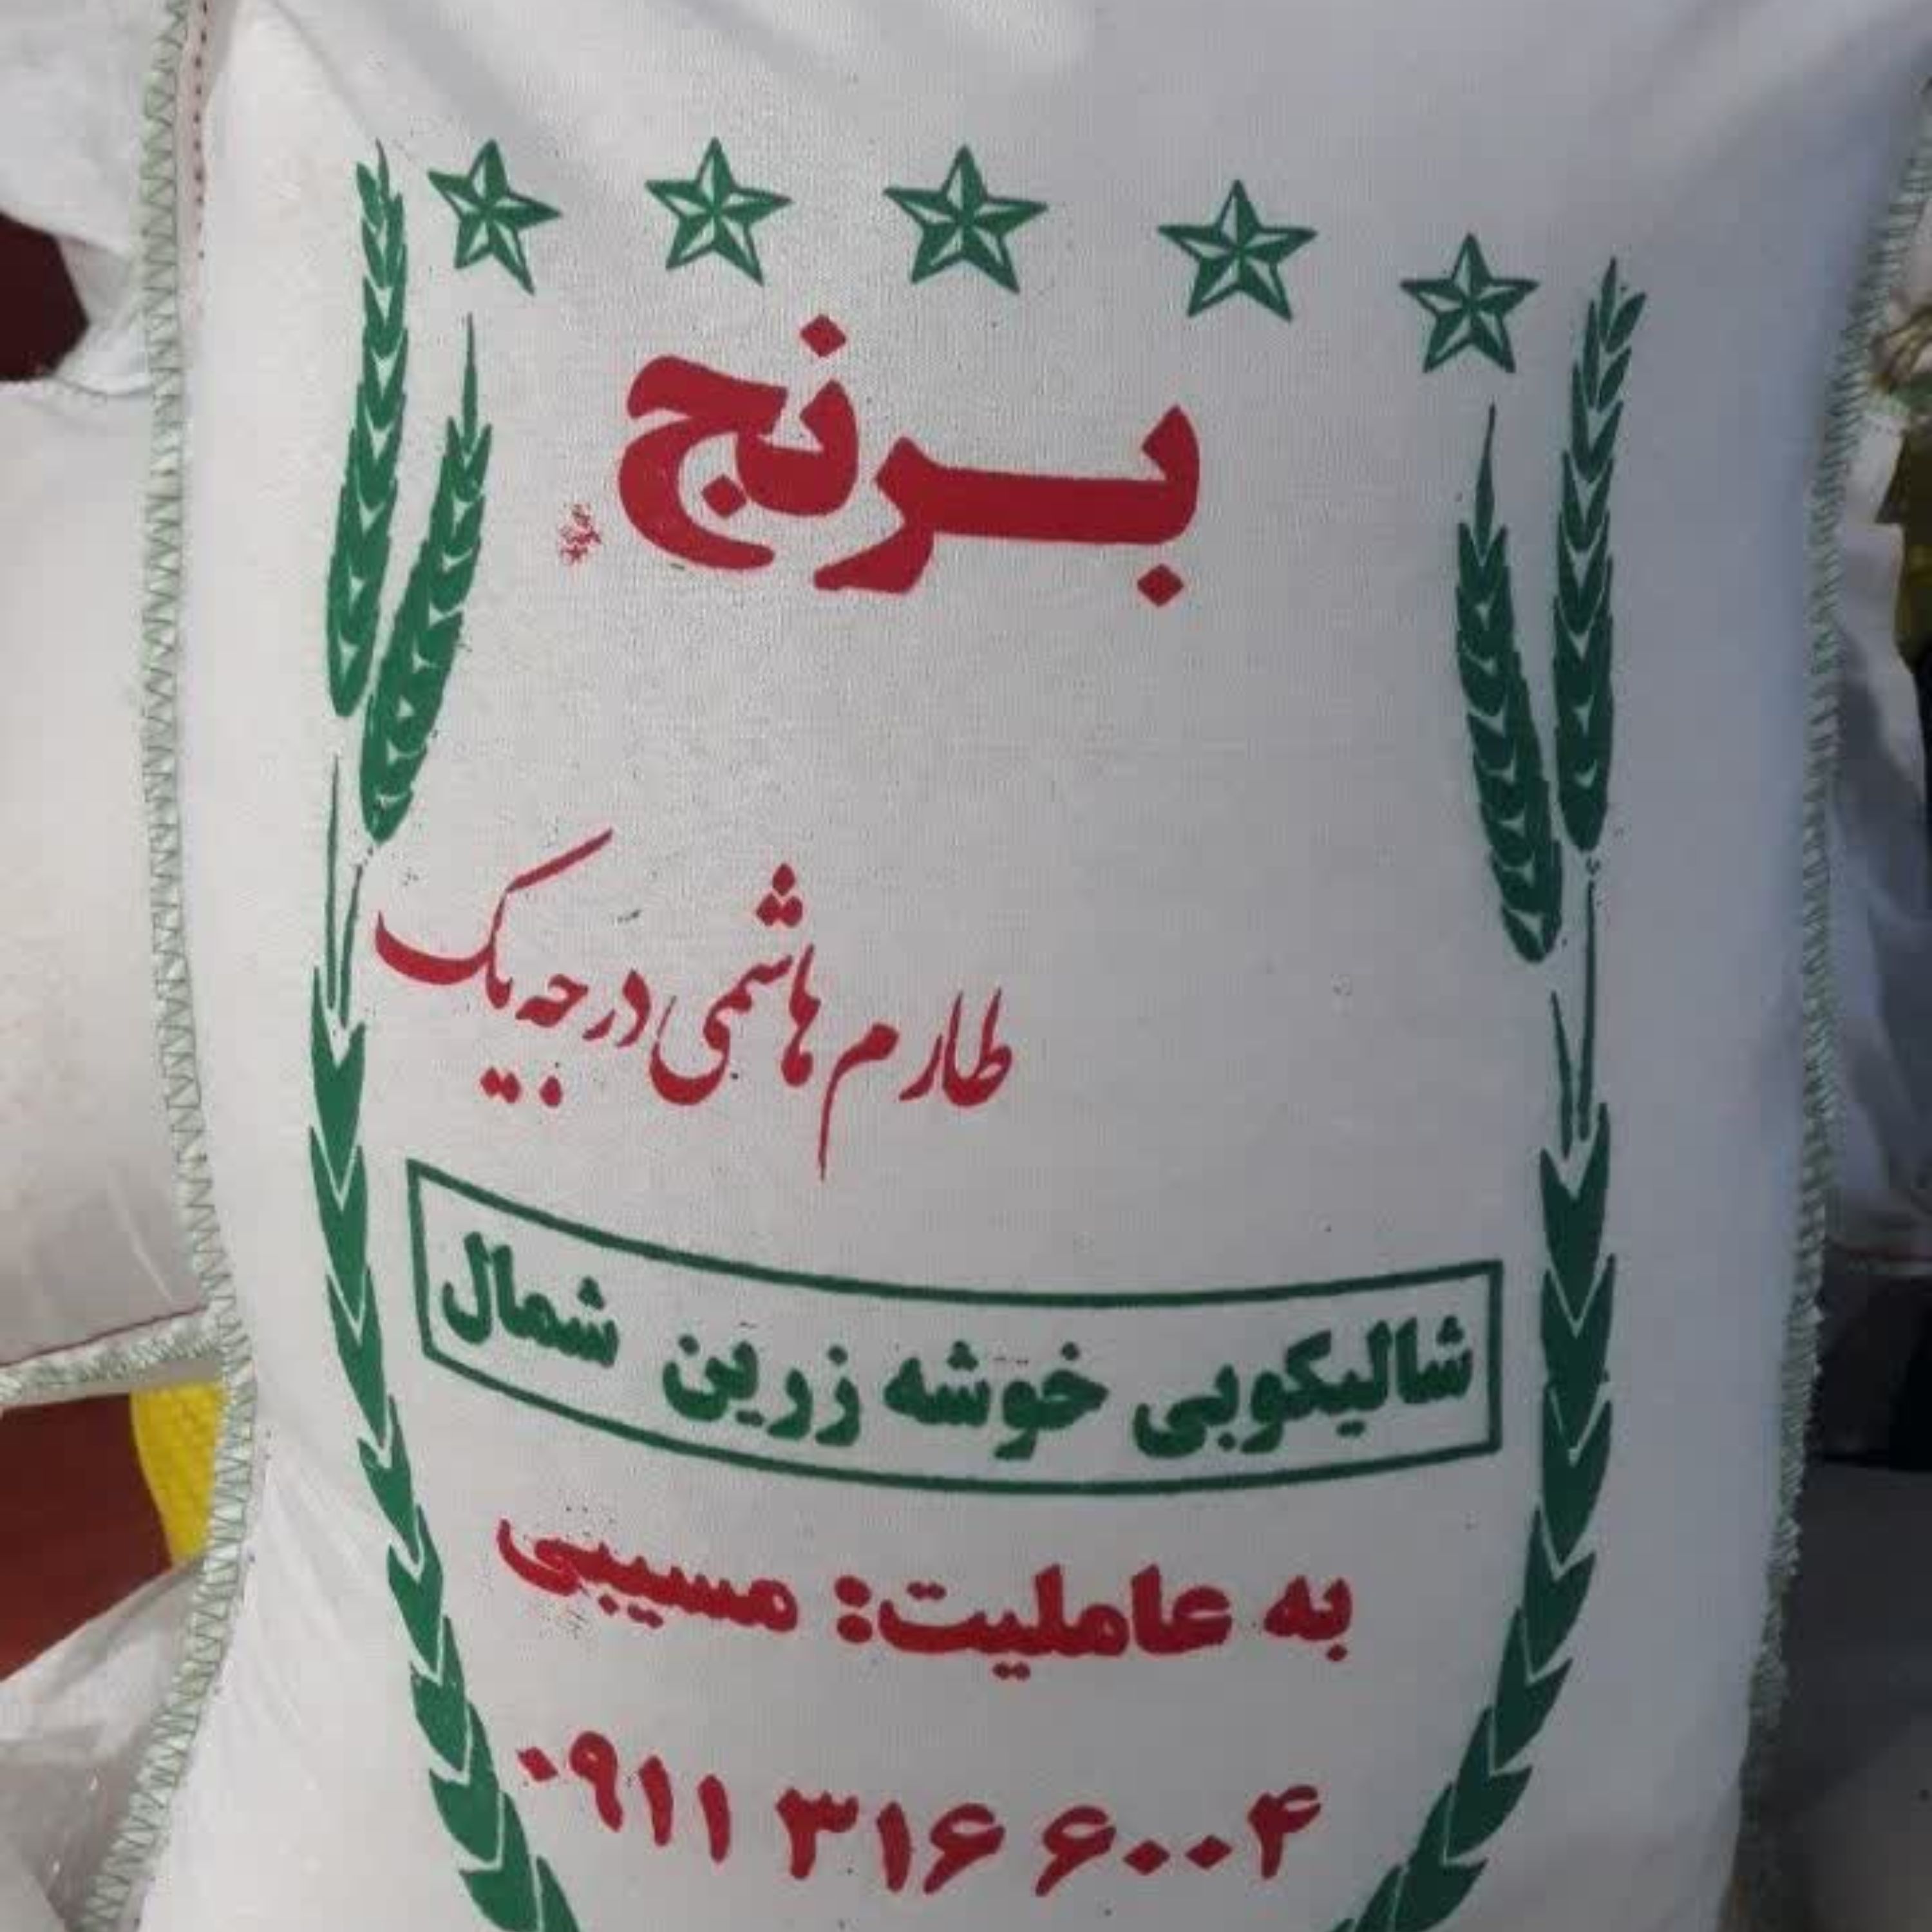 برنج
طارم هاشمی درجه یک
شالیکوبی خوشه زرین شمال
به عاملیت: مسیبی
۰۹۱۱ ۳۱۶ ۶۰۰۴